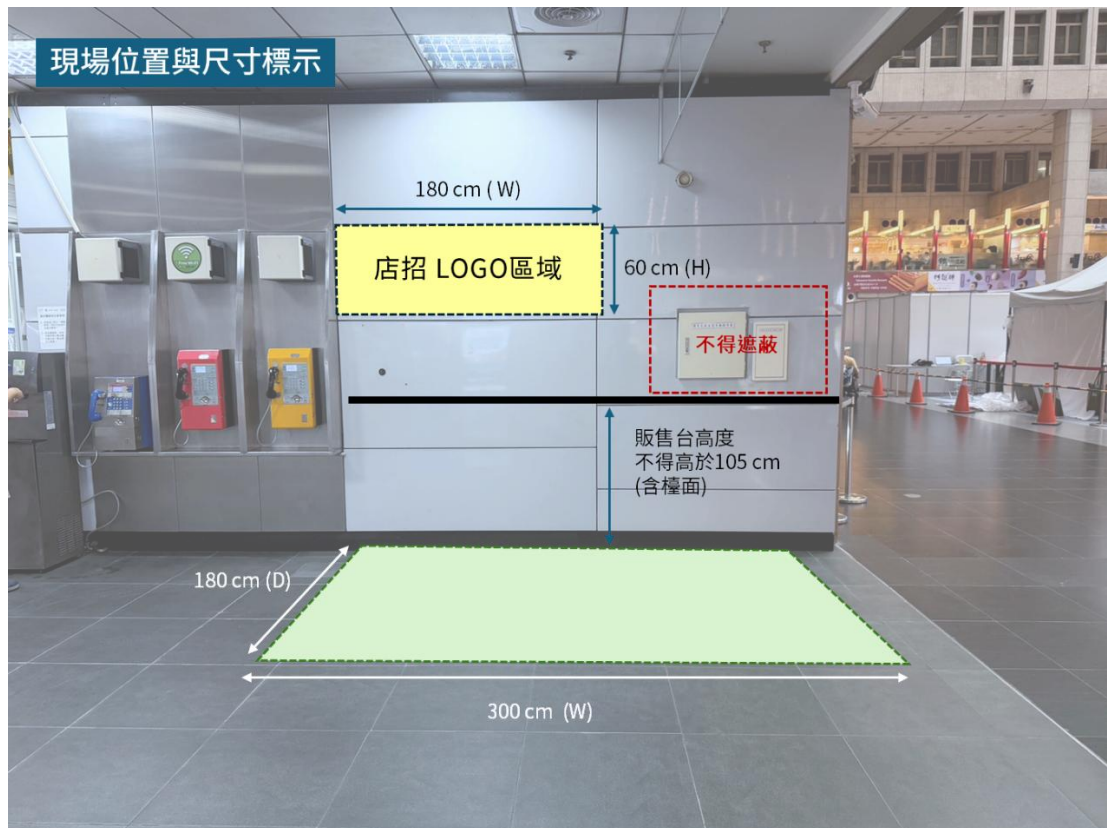 現場位置與尺寸標示
180 cm ( W)
店招 LOGO區域
60 cm (H)
不得遮蔽
販售台高度
不得高於105 cm
(含檯面)
180 cm (D)
300 cm (W)